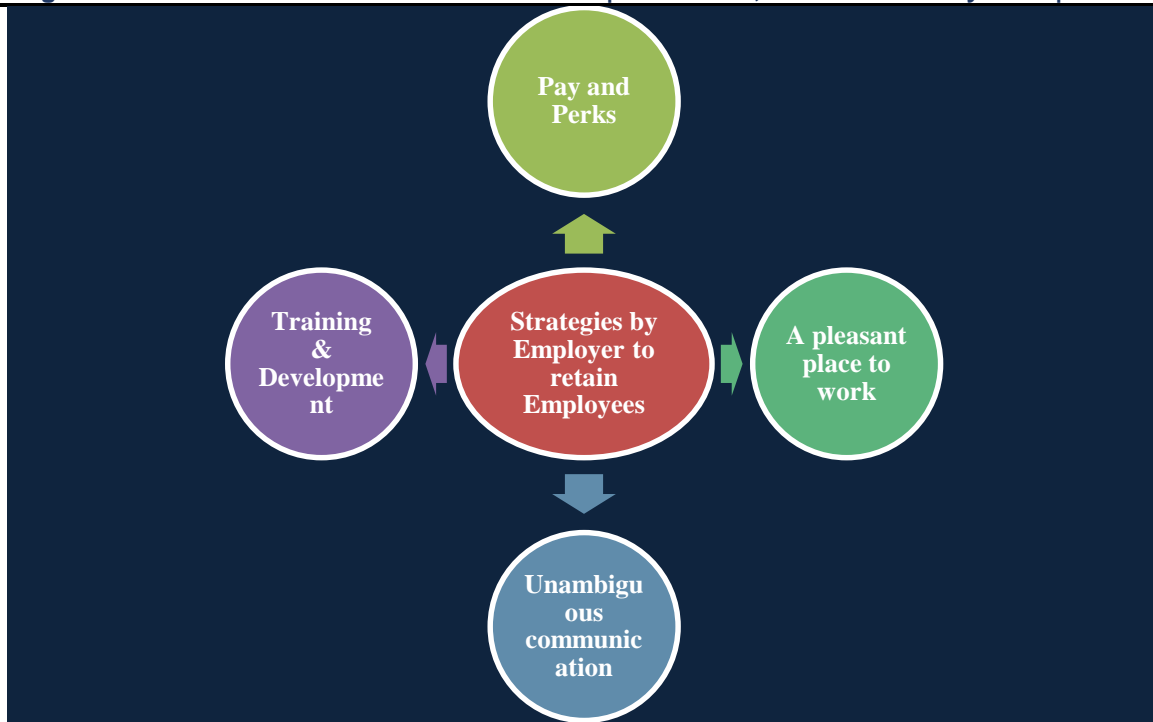 Pay and
Perks
Training
&
Developme
nt
Strategies by
Employer to
retain
Employees
A pleasant
place to
work
Unambigu
ous
communic
ation